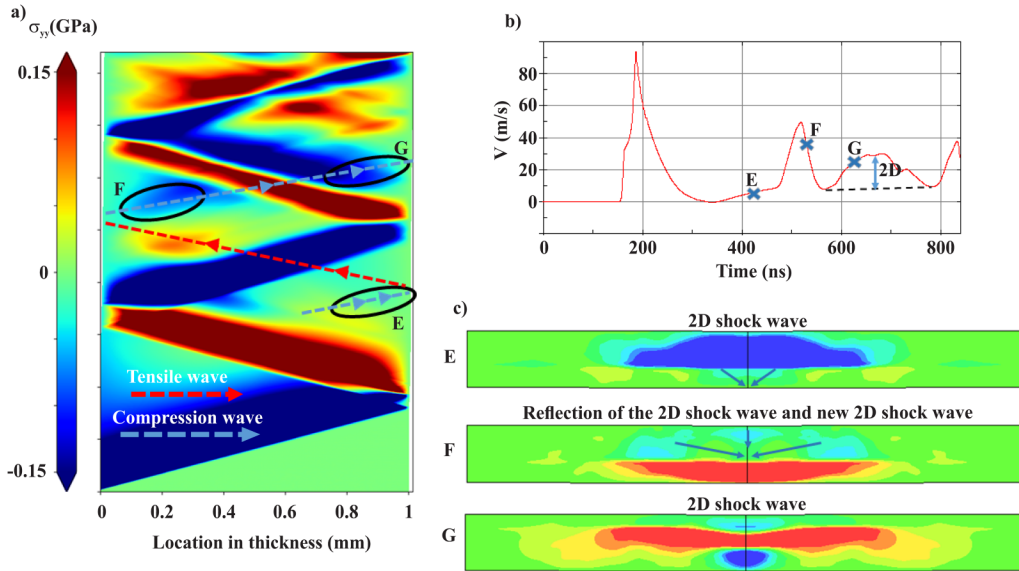 a)
σyy(GPa)
0.15
0
-0.15
F
G
E
Tensile wave
Compression wave
0 0.2 0.4 0.6 0.8 1
Location in thickness (mm)
b)
V (m/s)
80
60
40
20
0
E
F
G
2D
0 200 400 600 800
Time (ns)
c)
2D shock wave
E
Reflection of the 2D shock wave and new 2D shock wave
F
2D shock wave
G